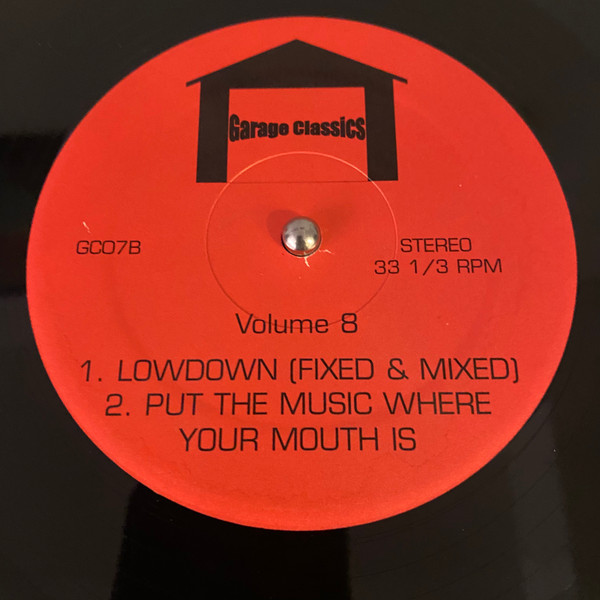 Garage Classics
GC07B
STEREO
33 1/3 RPM
Volume 8
1. LOWDOWN (FIXED & MIXED)
2. PUT THE MUSIC WHERE
YOUR MOUTH IS